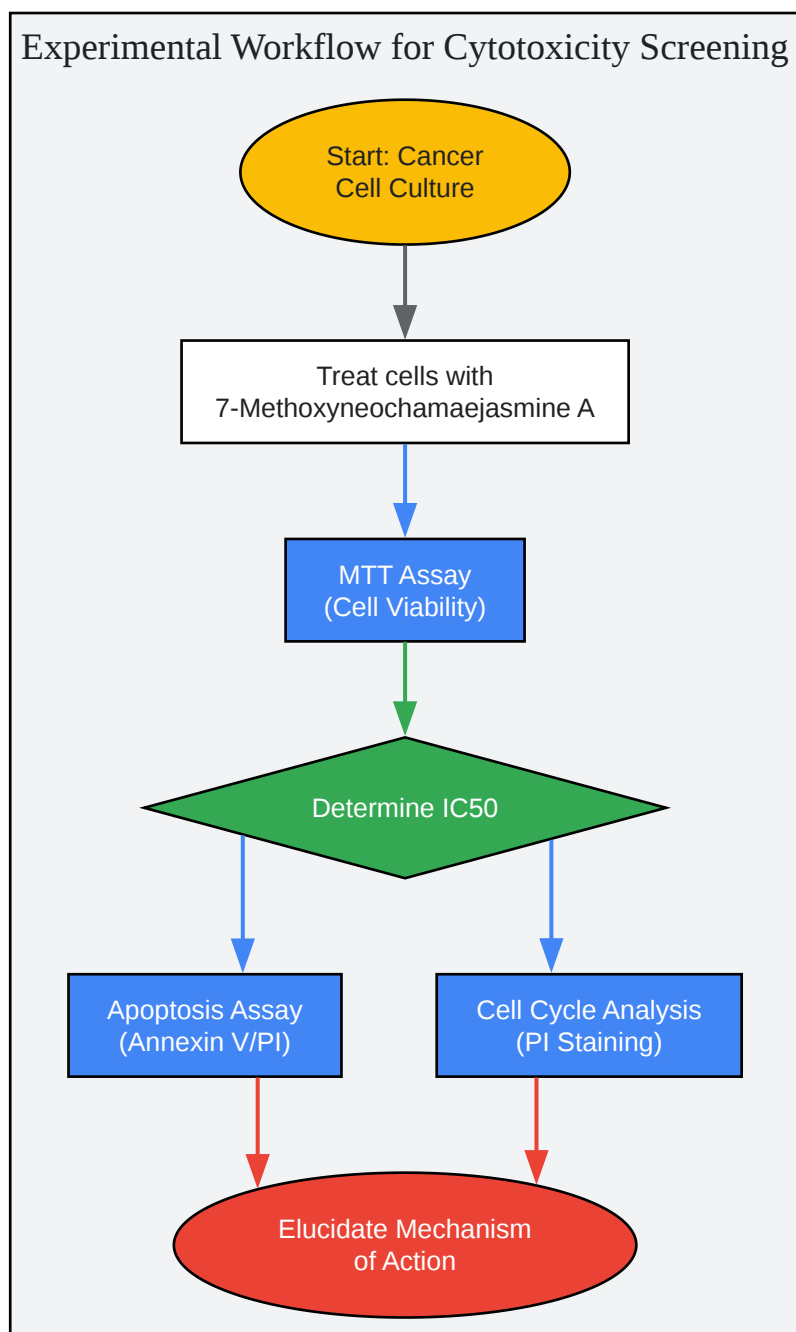 Experimental Workflow for Cytotoxicity Screening
Start: Cancer
Cell Culture
Treat cells with
7-Methoxyneochamaejasmine A
MTT Assay
(Cell Viability)
Determine IC50
Apoptosis Assay
(Annexin V/PI)
Cell Cycle Analysis
(PI Staining)
Elucidate Mechanism
of Action